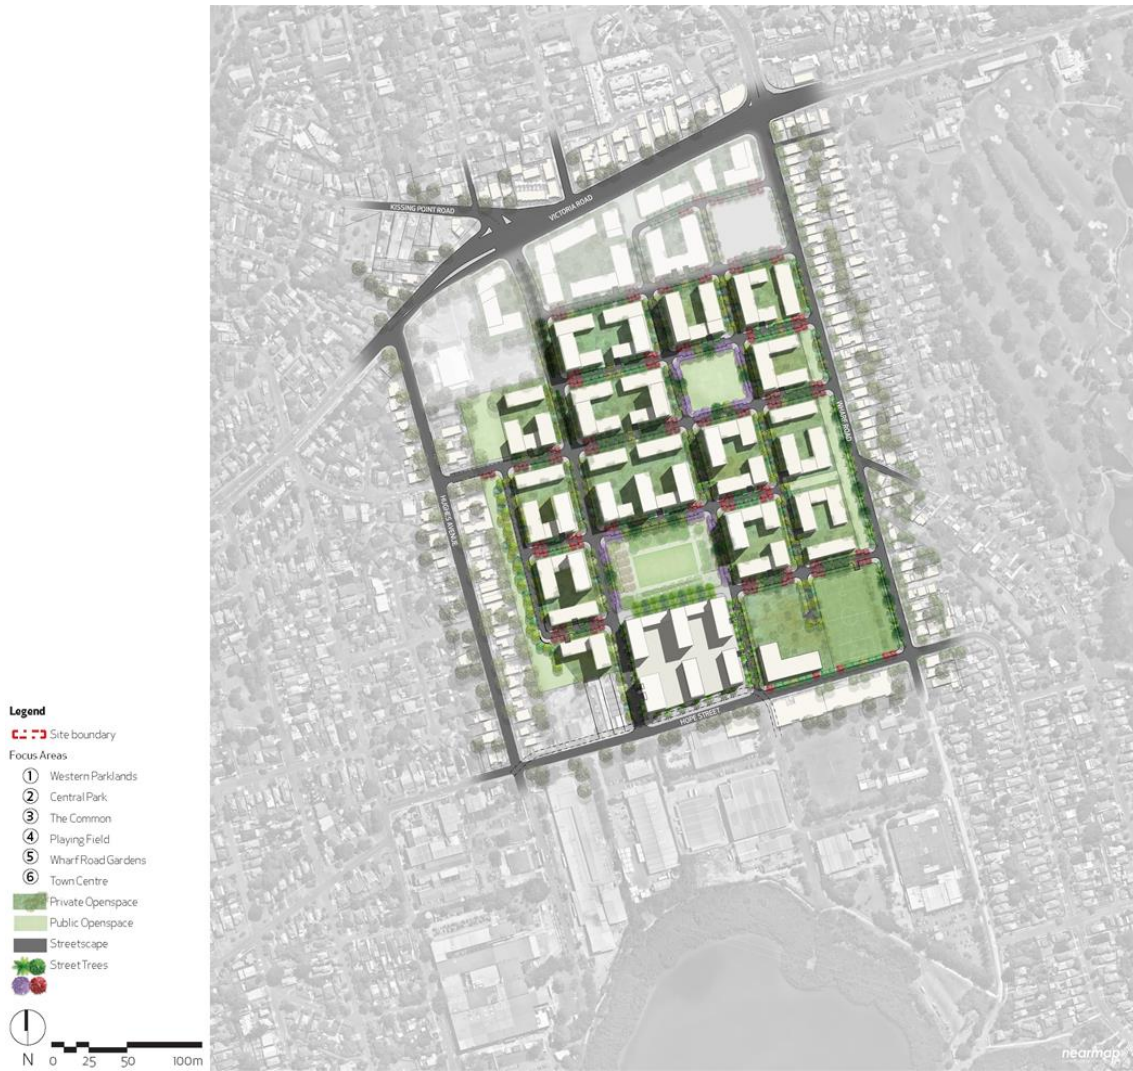 KISSING POINT ROAD
VICTORIA ROAD
WHARF ROAD
HUGHES AVENUE
HOPE STREET
Legend
Site boundary
Focus Areas
1 Western Parklands
2 Central Park
3 The Common
4 Playing Field
5 Wharf Road Gardens
6 Town Centre
Private Openspace
Public Openspace
Streetscape
Street Trees
N 0 25 50 100m
nearmap